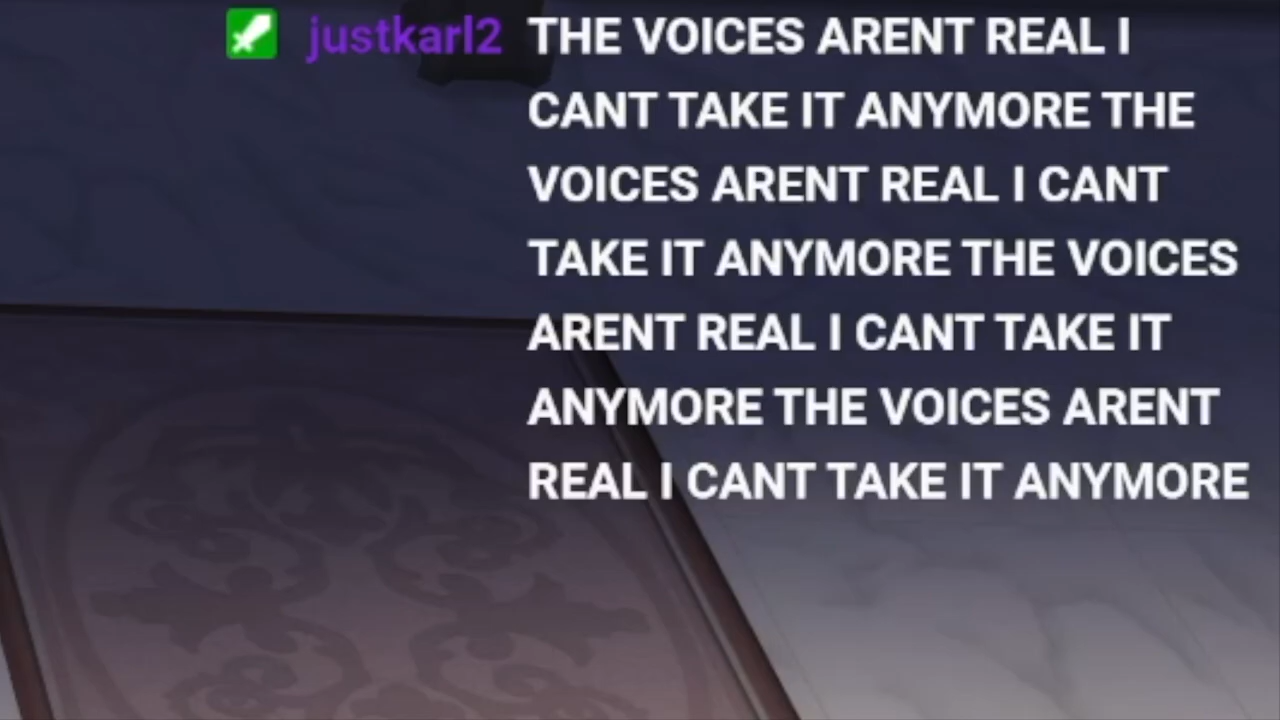 justkarl2 THE VOICES ARENT REAL I
CANT TAKE IT ANYMORE THE
VOICES ARENT REAL I CANT
TAKE IT ANYMORE THE VOICES
ARENT REAL I CANT TAKE IT
ANYMORE THE VOICES ARENT
REAL I CANT TAKE IT ANYMORE